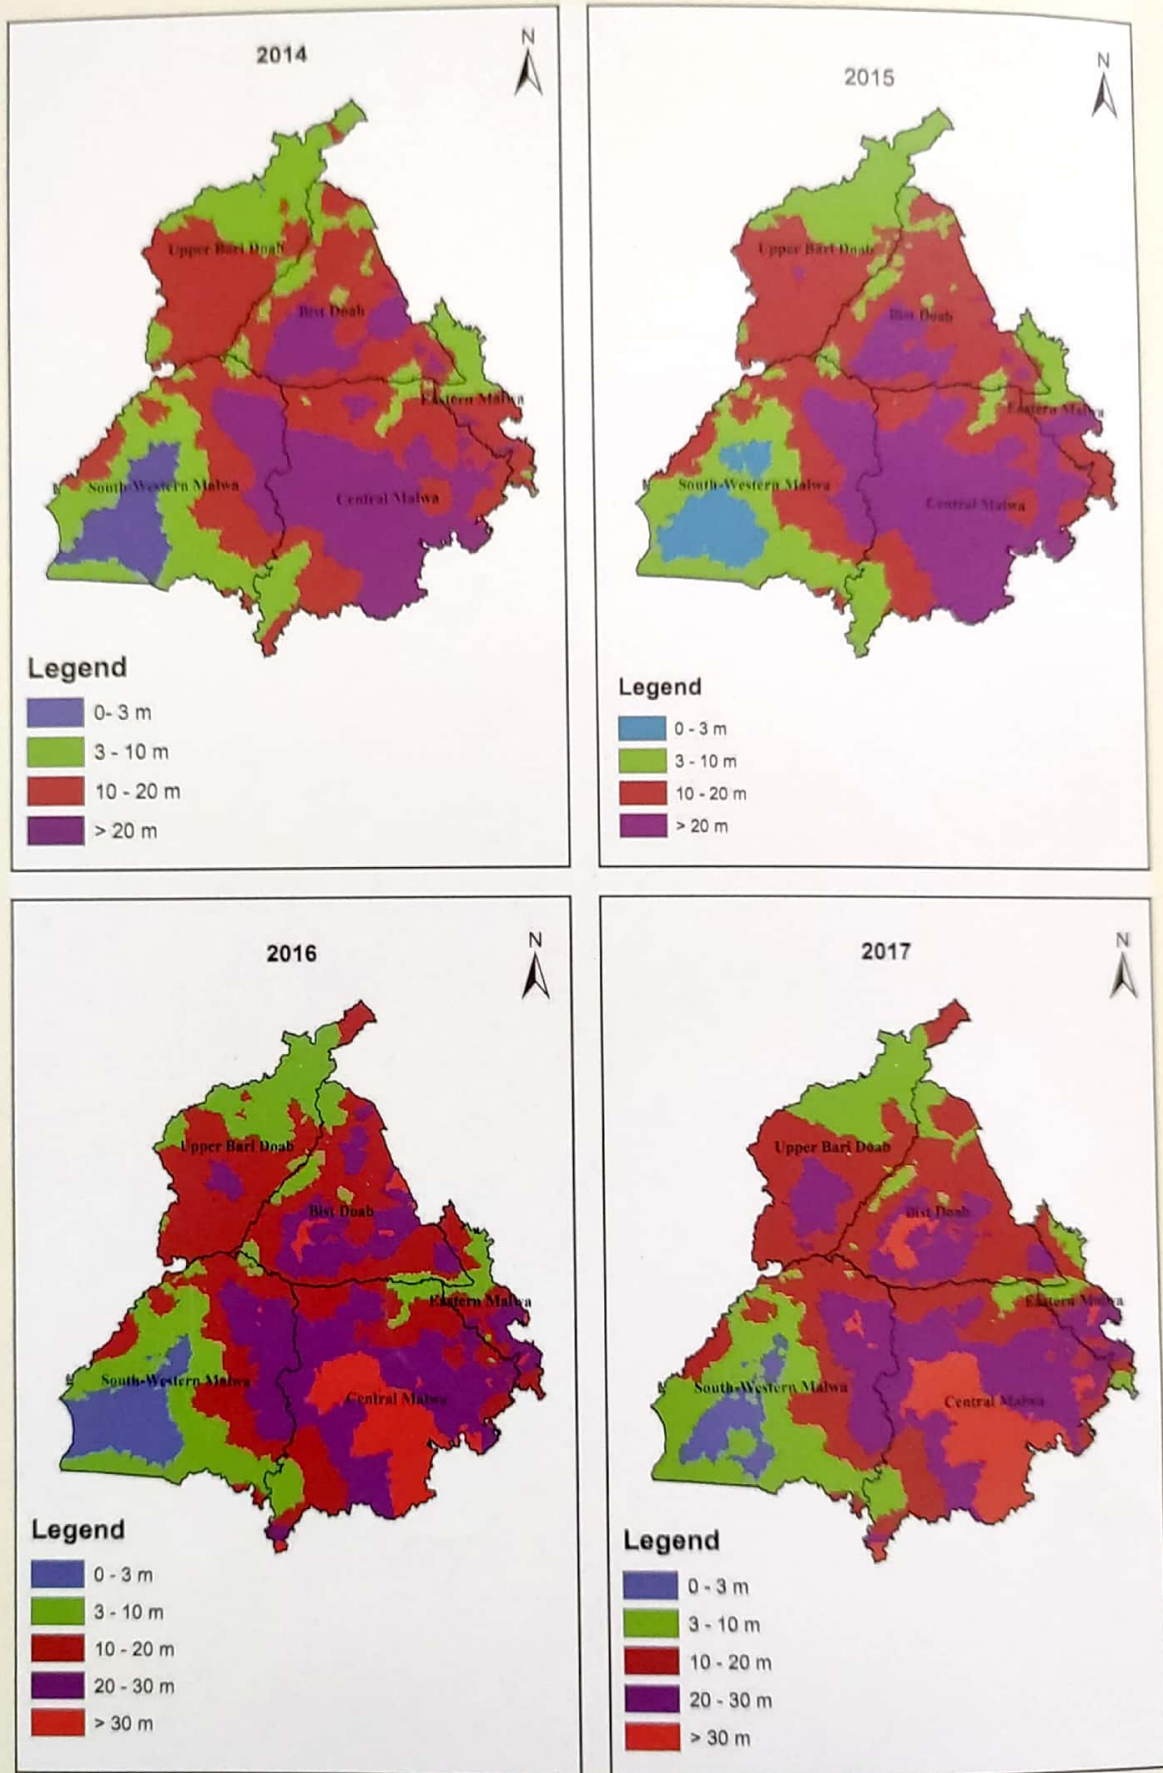 2014
N
Upper Bari Doab
Bist Doab
Eastern Malwa
South-Western Malwa
Central Malwa
Legend
0- 3 m
3 - 10 m
10 - 20 m
> 20 m
2015
N
Upper Bari Doab
Bist Doab
Eastern Malwa
South-Western Malwa
Central Malwa
Legend
0 - 3 m
3 - 10 m
10 - 20 m
> 20 m
2016
N
Upper Bari Doab
Bist Doab
Eastern Malwa
South-Western Malwa
Central Malwa
Legend
0 - 3 m
3 - 10 m
10 - 20 m
20 - 30 m
> 30 m
2017
N
Upper Bari Doab
Bist Doab
Eastern Malwa
South-Western Malwa
Central Malwa
Legend
0 - 3 m
3 - 10 m
10 - 20 m
20 - 30 m
> 30 m